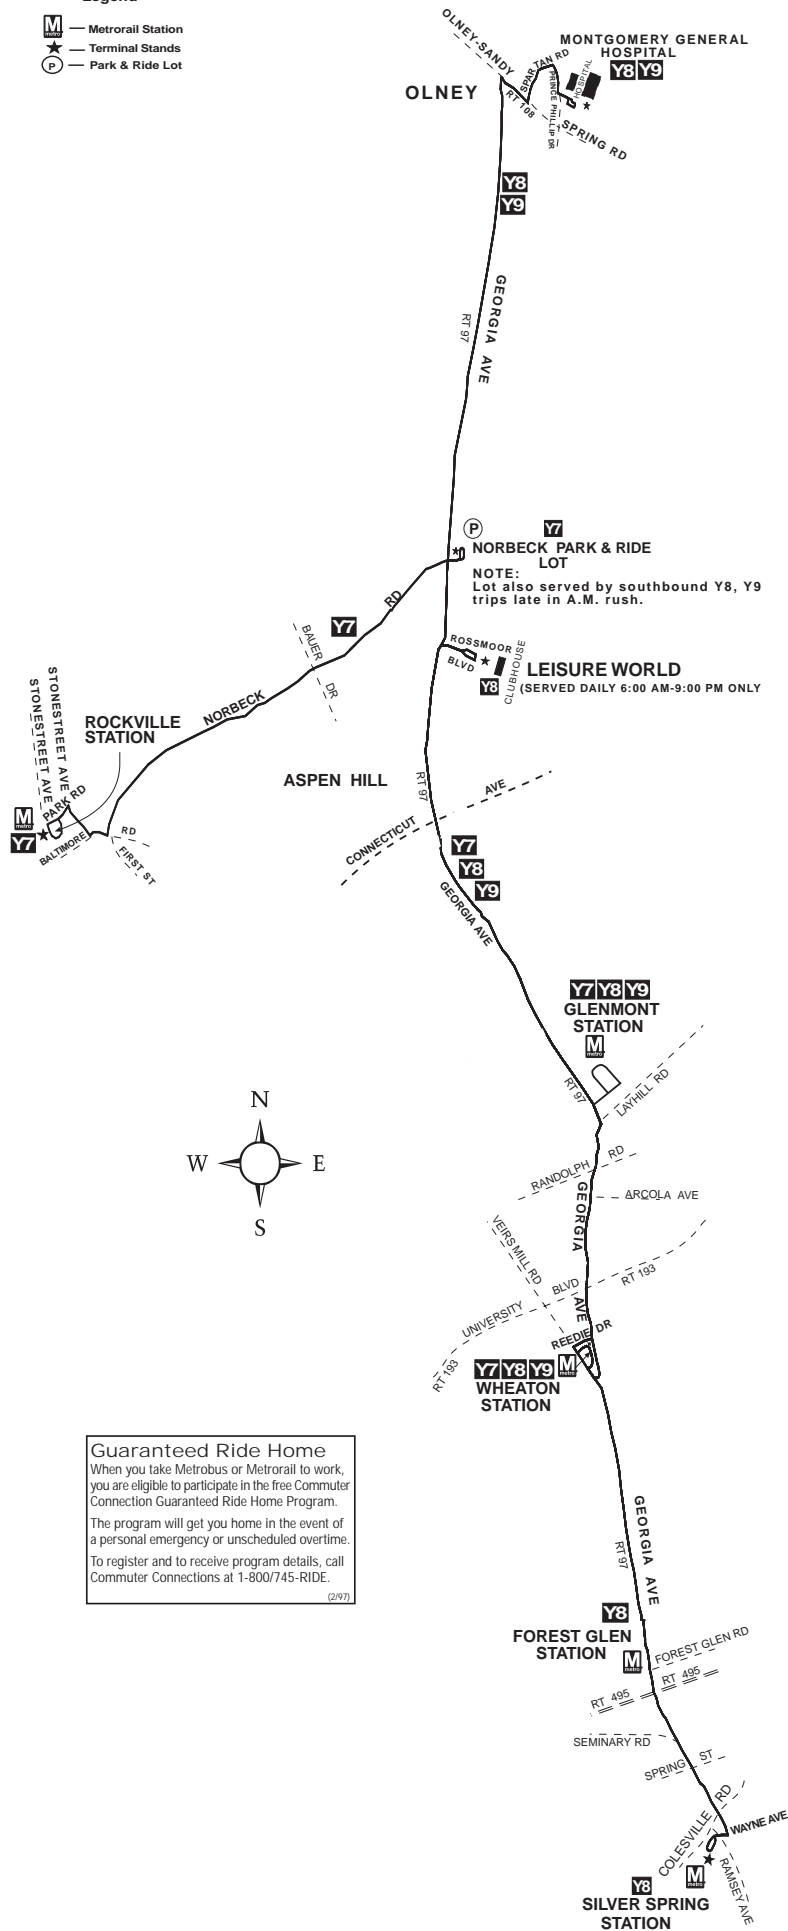 Legend
M metro — Metrorail Station
★ — Terminal Stands
P — Park & Ride Lot
OLNEY-SANDY
SPARTAN RD
MONTGOMERY GENERAL
HOSPITAL
Y8 Y9
HOSPITAL
PRINCE PHILLIP DR
OLNEY
RT 108
SPRING RD
Y8
Y9
GEORGIA AVE
RT 97
P
Y7
NORBECK PARK & RIDE
LOT
NOTE:
Lot also served by southbound Y8, Y9
trips late in A.M. rush.
RD
Y7
BAUER DR
ROSSMOOR
BLVD
CLUBHOUSE
LEISURE WORLD
Y8
(SERVED DAILY 6:00 AM-9:00 PM ONLY
NORBECK
STONESTREET AVE
STONESTREET AVE
ROCKVILLE
STATION
ASPEN HILL
RT 97
CONNECTICUT AVE
PARK RD
M metro
Y7
BALTIMORE RD
FIRST ST
Y7
Y8
Y9
GEORGIA AVE
Y7 Y8 Y9
GLENMONT
STATION
M metro
RT 97
LAYHILL RD
N
W E
S
RANDOLPH RD
GEORGIA AVE
ARCOLA AVE
VEIRS MILL RD
UNIVERSITY BLVD
RT 193
RT 193
REEDIE DR
Y7 Y8 Y9 M metro
WHEATON
STATION
Guaranteed Ride Home
When you take Metrobus or Metrorail to work,
you are eligible to participate in the free Commuter
Connection Guaranteed Ride Home Program.
The program will get you home in the event of
a personal emergency or unscheduled overtime.
To register and to receive program details, call
Commuter Connections at 1-800/745-RIDE.
(2/97)
GEORGIA AVE
RT 97
Y8
FOREST GLEN
STATION
M metro
FOREST GLEN RD
RT 495
RT 495
SEMINARY RD
SPRING ST
COLESVILLE RD
WAYNE AVE
RAMSEY AVE
M metro
Y8
SILVER SPRING
STATION